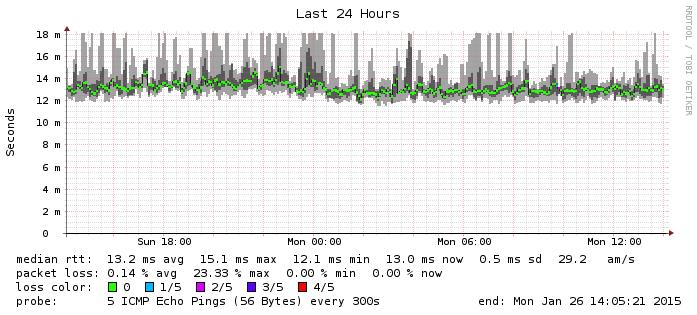 Last 24 Hours
RRDTOOL / TOBI OETIKER
Seconds
18 m
16 m
14 m
12 m
10 m
8 m
6 m
4 m
2 m
0
Sun 18:00 Mon 00:00 Mon 06:00 Mon 12:00
median rtt: 13.2 ms avg 15.1 ms max 12.1 ms min 13.0 ms now 0.5 ms sd 29.2 am/s
packet loss: 0.14 % avg 23.33 % max 0.00 % min 0.00 % now
loss color: 0 1/5 2/5 3/5 4/5
probe: 5 ICMP Echo Pings (56 Bytes) every 300s end: Mon Jan 26 14:05:21 2015